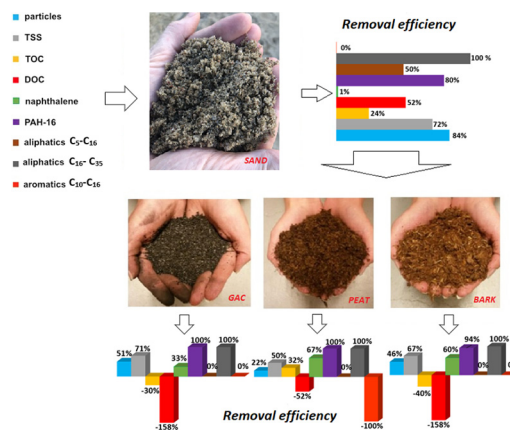 particles
TSS
TOC
DOC
naphthalene
PAH-16
aliphatics C5-C16
aliphatics C16- C35
aromatics C10-C16
SAND
Removal efficiency
0%
100 %
50%
80%
1%
52%
24%
72%
84%
GAC
PEAT
BARK
51%
71%
-30%
-158%
33%
100%
0%
100%
0%
22%
50%
32%
-52%
67%
100%
0%
100%
-100%
46%
67%
-40%
-158%
60%
94%
0%
100%
Removal efficiency